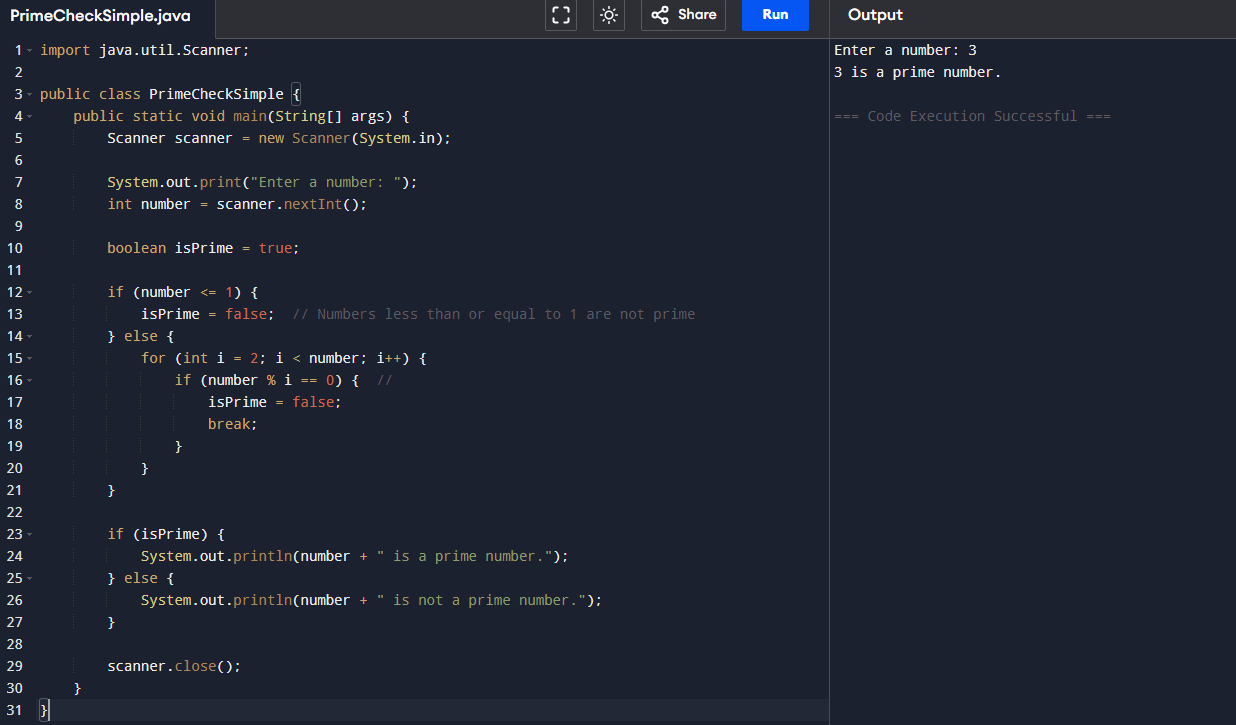 PrimeCheckSimple.java
Share
Run
Output
1 import java.util.Scanner;
2
3 public class PrimeCheckSimple {
4     public static void main(String[] args) {
5         Scanner scanner = new Scanner(System.in);
6
7         System.out.print("Enter a number: ");
8         int number = scanner.nextInt();
9
10         boolean isPrime = true;
11
12         if (number <= 1) {
13             isPrime = false;  // Numbers less than or equal to 1 are not prime
14         } else {
15             for (int i = 2; i < number; i++) {
16                 if (number % i == 0) {  //
17                     isPrime = false;
18                     break;
19                 }
20             }
21         }
22
23         if (isPrime) {
24             System.out.println(number + " is a prime number.");
25         } else {
26             System.out.println(number + " is not a prime number.");
27         }
28
29         scanner.close();
30     }
31 }
Enter a number: 3
3 is a prime number.
=== Code Execution Successful ===